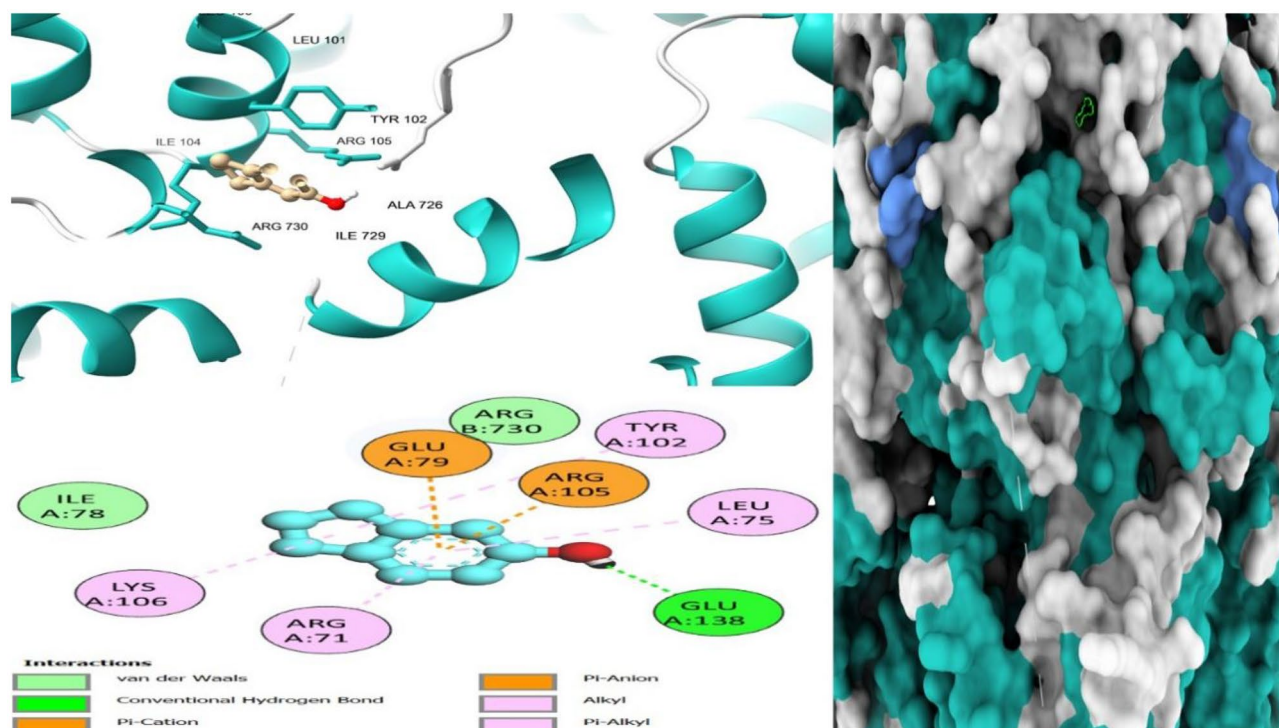 LEU 101
TYR 102
ILE 104
ARG 105
ALA 726
ARG 730
ILE 729
ARG
B:730
GLU
A:79
TYR
A:102
ARG
A:105
ILE
A:78
LEU
A:75
LYS
A:106
ARG
A:71
GLU
A:138
Interactions
van der Waals
Conventional Hydrogen Bond
Pi-Cation
Pi-Anion
Alkyl
Pi-Alkyl